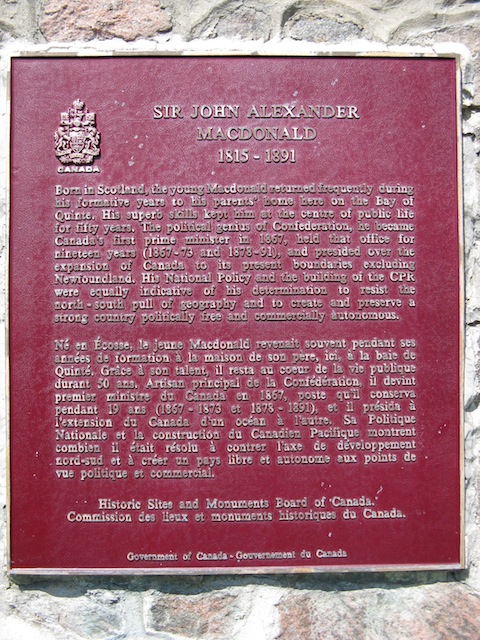 CANADA
SIR JOHN ALEXANDER
MACDONALD
1815 - 1891
Born in Scotland, the young Macdonald returned frequently during
his formative years to his parents' home here on the Bay of
Quinte. His superb skills kept him at the centre of public life
for fifty years. The political genius of Confederation, he became
Canada's first prime minister in 1867, held that office for
nineteen years (1867-73 and 1878-91), and presided over the
expansion of Canada to its present boundaries excluding
Newfoundland. His National Policy and the building of the CPR
were equally indicative of his determination to resist the
north-south pull of geography and to create and preserve a
strong country politically free and commercially autonomous.
Né en Écosse, le jeune Macdonald revenait souvent pendant ses
années de formation à la maison de son père, ici, à la baie de
Quinté. Grâce à son talent, il resta au coeur de la vie publique
durant 50 ans. Artisan principal de la Confédération, il devint
premier ministre du Canada en 1867, poste qu'il conserva
pendant 19 ans (1867 - 1873 et 1878 - 1891), et il présida à
l'extension du Canada d'un océan à l'autre. Sa Politique
Nationale et la construction du Canadien Pacifique montrent
combien il était résolu à contrer l'axe de développement
nord-sud et à créer un pays libre et autonome aux points de
vue politique et commercial.
Historic Sites and Monuments Board of Canada.
Commission des lieux et monuments historiques du Canada.
Government of Canada - Gouvernement du Canada